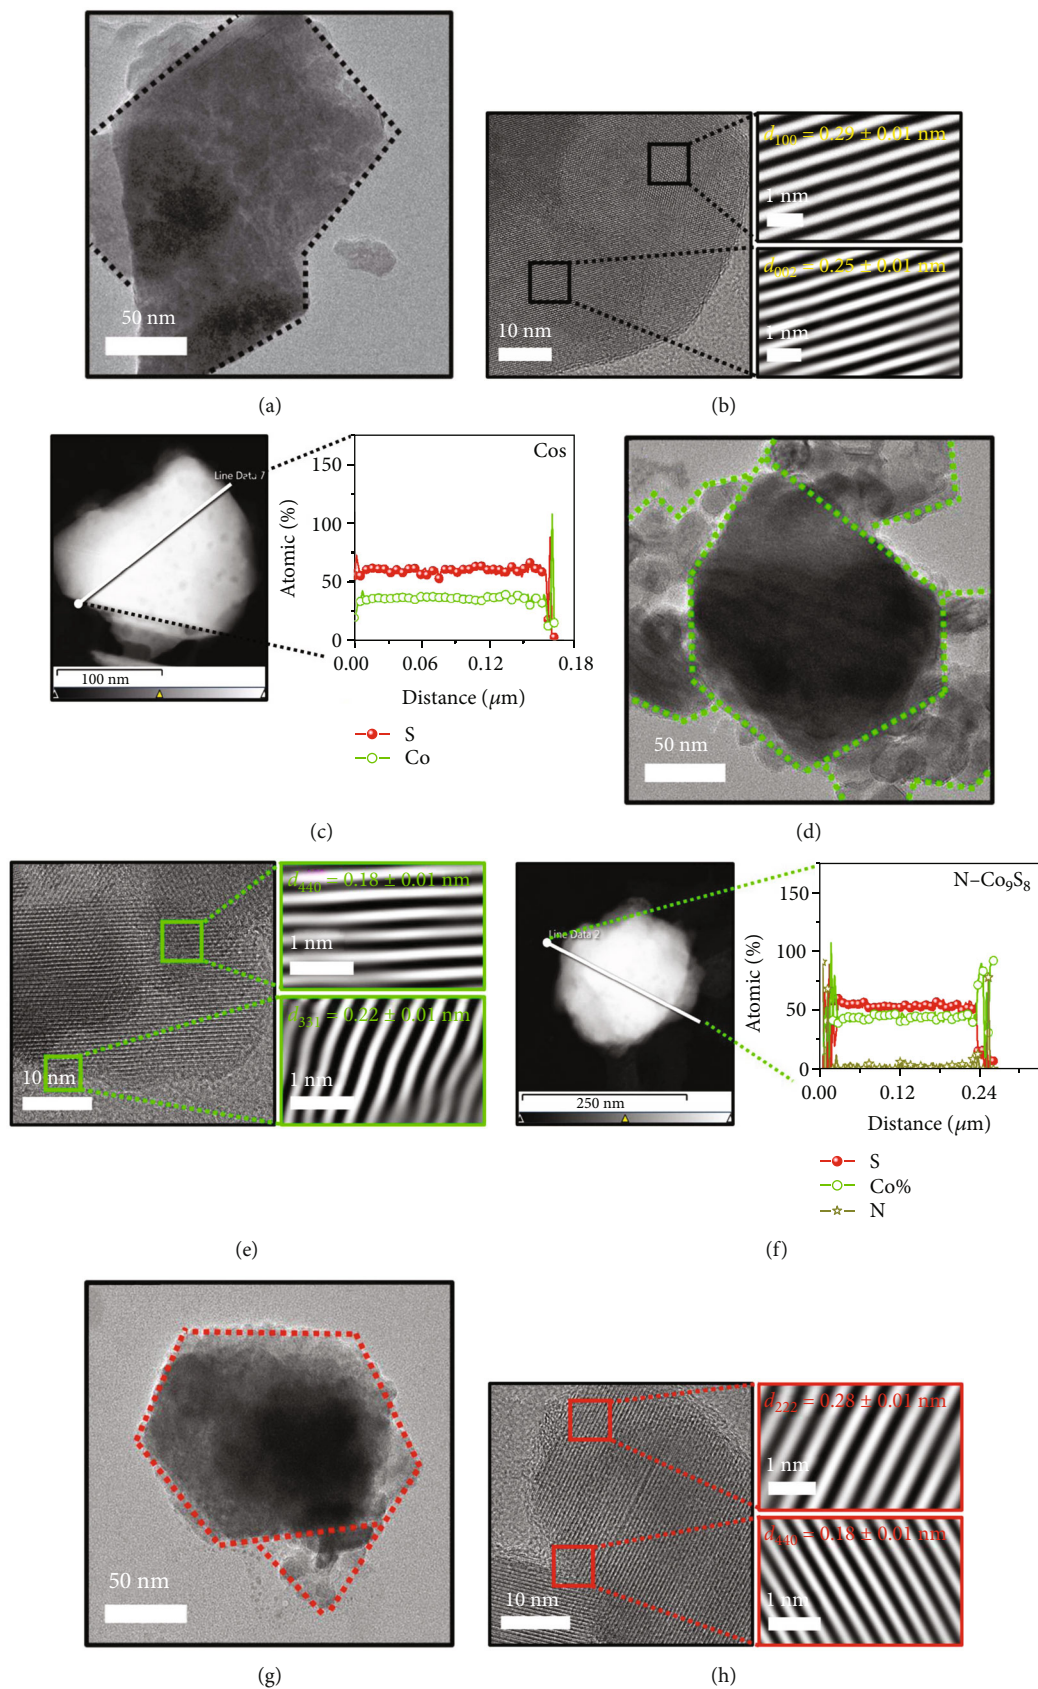 50 nm
(a)
d100 = 0.29 ± 0.01 nm
1 nm
d002 = 0.25 ± 0.01 nm
1 nm
10 nm
(b)
Line Data 7
100 nm
Cos
150
100
50
0
Atomic (%)
0.00 0.06 0.12 0.18
Distance (μm)
S
Co
(c)
50 nm
(d)
d440 = 0.18 ± 0.01 nm
1 nm
d331 = 0.22 ± 0.01 nm
1 nm
10 nm
(e)
Line Data 2
250 nm
N–Co9S8
150
100
50
0
Atomic (%)
0.00 0.12 0.24
Distance (μm)
S
Co%
N
(f)
50 nm
(g)
d222 = 0.28 ± 0.01 nm
1 nm
d440 = 0.18 ± 0.01 nm
1 nm
10 nm
(h)